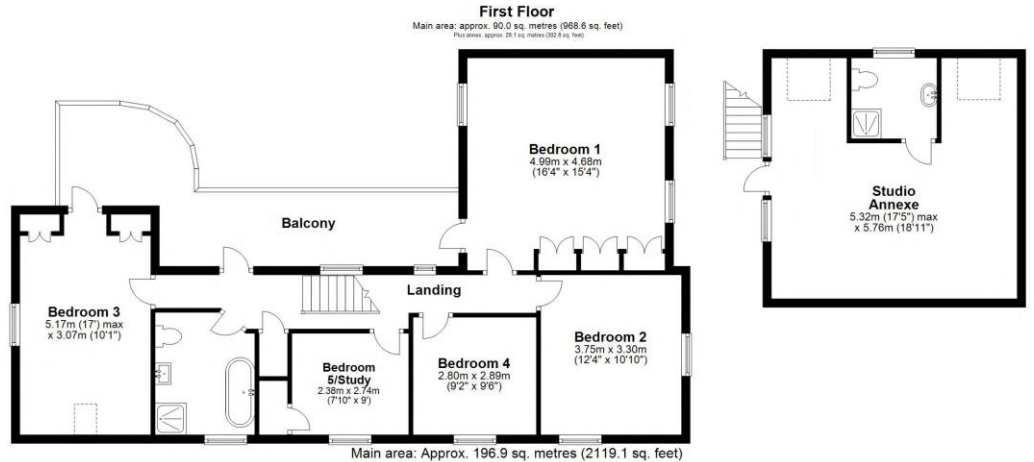 First Floor
Main area: approx. 90.0 sq. metres (968.6 sq. feet)
Plus annex, approx. 28.1 sq. metres (302.8 sq. feet)
Bedroom 1
4.99m x 4.68m
(16'4" x 15'4")
Studio
Annexe
5.32m (17'5") max
x 5.76m (18'11")
Balcony
Landing
Bedroom 3
5.17m (17') max
x 3.07m (10'1")
Bedroom
5/Study
2.38m x 2.74m
(7'10" x 9')
Bedroom 4
2.80m x 2.89m
(9'2" x 9'6")
Bedroom 2
3.75m x 3.30m
(12'4" x 10'10")
Main area: Approx. 196.9 sq. metres (2119.1 sq. feet)